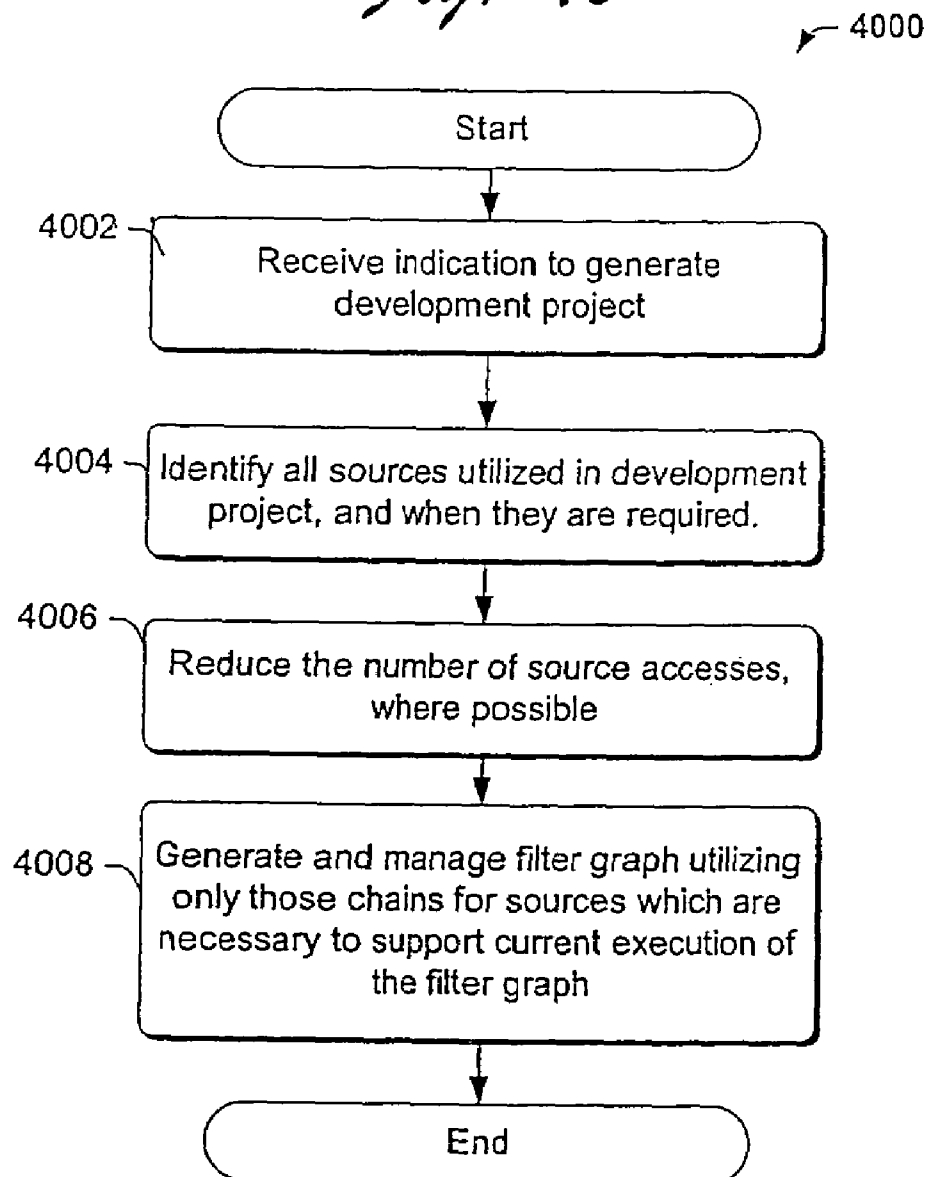 4000
Start
4002
Receive indication to generate
development project
4004
Identify all sources utilized in development
project, and when they are required.
4006
Reduce the number of source accesses,
where possible
4008
Generate and manage filter graph utilizing
only those chains for sources which are
necessary to support current execution of
the filter graph
End